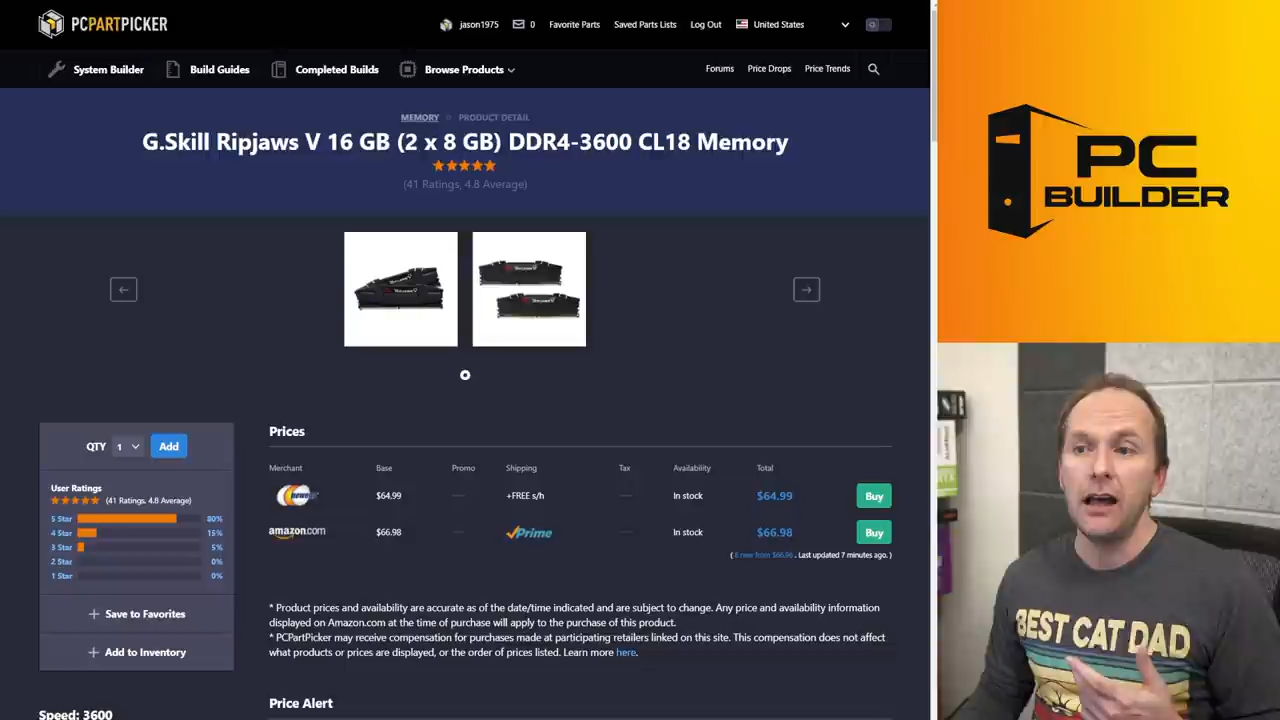 PCPARTPICKER
jason1975 0 Favorite Parts Saved Parts Lists Log Out United States
System Builder Build Guides Completed Builds Browse Products Forums Price Drops Price Trends
MEMORY PRODUCT DETAIL
G.Skill Ripjaws V 16 GB (2 x 8 GB) DDR4-3600 CL18 Memory
(41 Ratings, 4.8 Average)
PC
BUILDER
QTY 1 Add
User Ratings
(41 Ratings, 4.8 Average)
5 Star 80%
4 Star 15%
3 Star 5%
2 Star 0%
1 Star 0%
+ Save to Favorites
+ Add to Inventory
Speed: 3600
Prices
Merchant Base Promo Shipping Tax Availability Total
newegg $64.99 — +FREE s/h — In stock $64.99 Buy
amazon.com $66.98 — Prime — In stock $66.98 Buy
( 8 new from $66.98 . Last updated 7 minutes ago. )
* Product prices and availability are accurate as of the date/time indicated and are subject to change. Any price and availability information
displayed on Amazon.com at the time of purchase will apply to the purchase of this product.
* PCPartPicker may receive compensation for purchases made at participating retailers linked on this site. This compensation does not affect
what products or prices are displayed, or the order of prices listed. Learn more here.
Price Alert
BEST CAT DAD